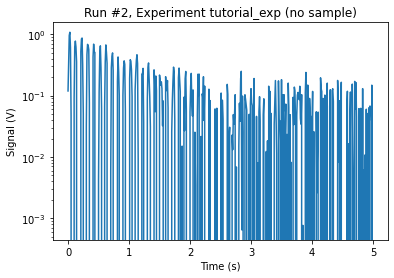 Run #2, Experiment tutorial_exp (no sample)
Signal (V)
10⁰
10⁻¹
10⁻²
10⁻³
0 1 2 3 4 5
Time (s)